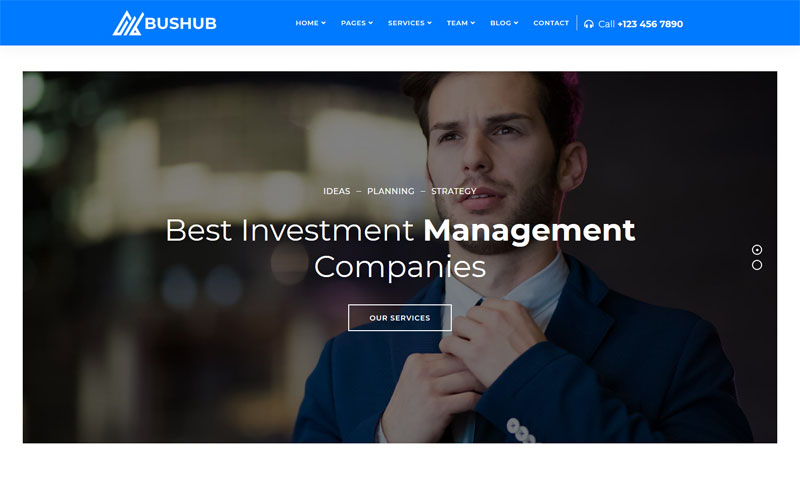 BUSHUB
HOME PAGES SERVICES TEAM BLOG CONTACT Call +123 456 7890
IDEAS – PLANNING – STRATEGY
Best Investment Management
Companies
OUR SERVICES